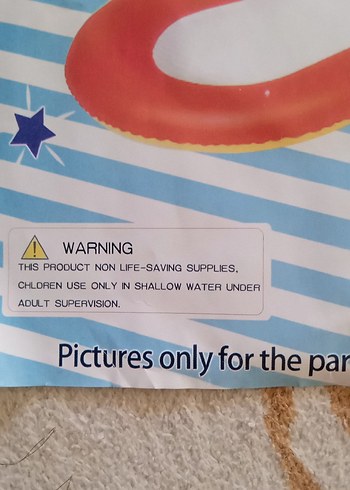 WARNING
THIS PRODUCT NON LIFE-SAVING SUPPLIES,
CHLDREN USE ONLY IN SHALLOW WATER UNDER
ADULT SUPERVISION.
Pictures only for the par